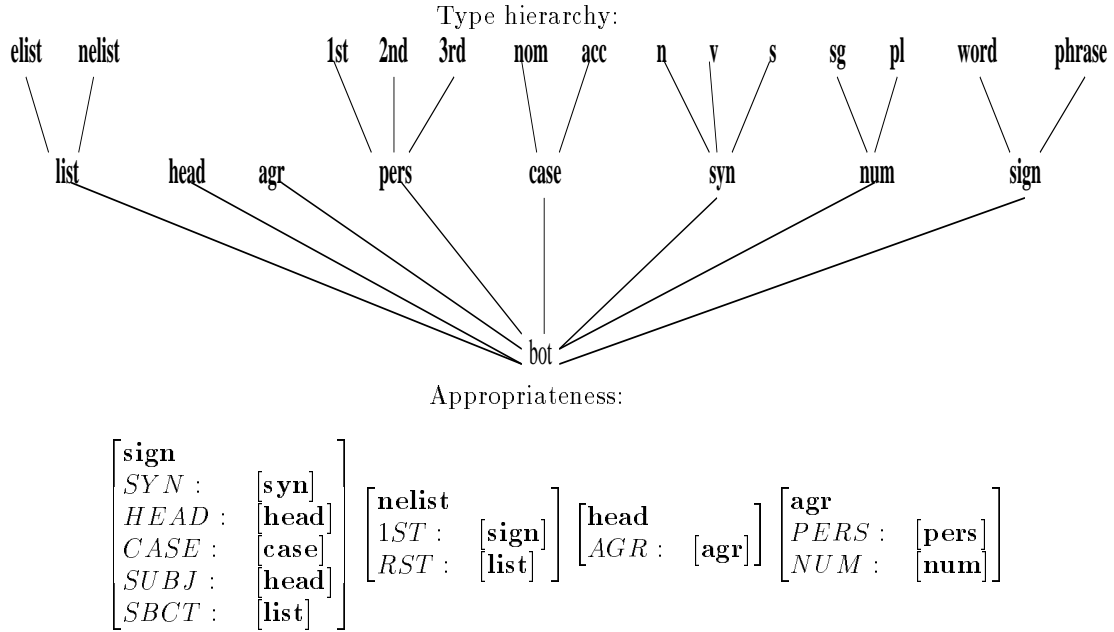 Type hierarchy:
elist nelist 1st 2nd 3rd nom acc n v s sg pl word phrase
list head agr pers case syn num sign
bot
Appropriateness:
sign
SYN : [syn]
HEAD : [head]
CASE : [case]
SUBJ : [head]
SBCT : [list]
nelist
1ST : [sign]
RST : [list]
head
AGR : [agr]
agr
PERS : [pers]
NUM : [num]